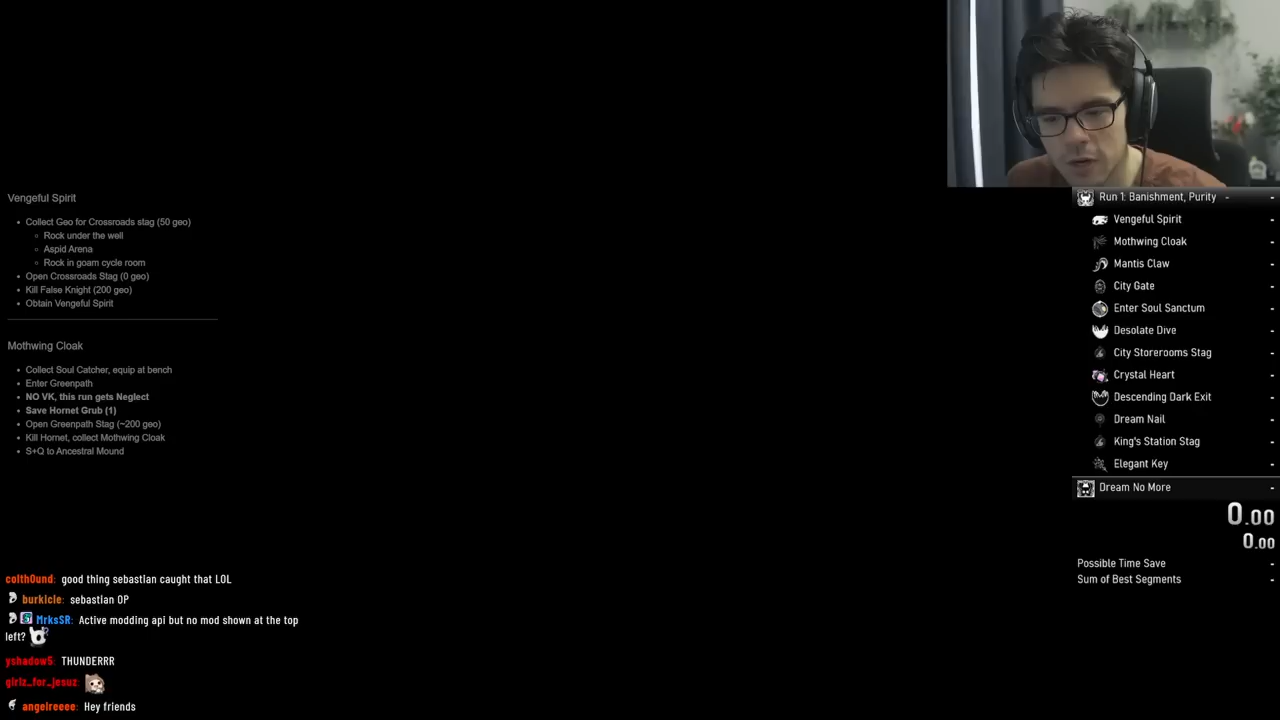 Vengeful Spirit
Collect Geo for Crossroads stag (50 geo)
Rock under the well
Aspid Arena
Rock in goam cycle room
Open Crossroads Stag (0 geo)
Kill False Knight (200 geo)
Obtain Vengeful Spirit
Mothwing Cloak
Collect Soul Catcher, equip at bench
Enter Greenpath
NO VK, this run gets Neglect
Save Hornet Grub (1)
Open Greenpath Stag (~200 geo)
Kill Hornet, collect Mothwing Cloak
S+Q to Ancestral Mound
colth0und: good thing sebastian caught that LOL
burkicle: sebastian OP
MrksSR: Active modding api but no mod shown at the top
left?
yshadow5: THUNDERRR
girlz_for_jesuz:
angelreeee: Hey friends
Run 1: Banishment, Purity - -
Vengeful Spirit -
Mothwing Cloak -
Mantis Claw -
City Gate -
Enter Soul Sanctum -
Desolate Dive -
City Storerooms Stag -
Crystal Heart -
Descending Dark Exit -
Dream Nail -
King's Station Stag -
Elegant Key -
Dream No More -
0.00
0.00
Possible Time Save -
Sum of Best Segments -